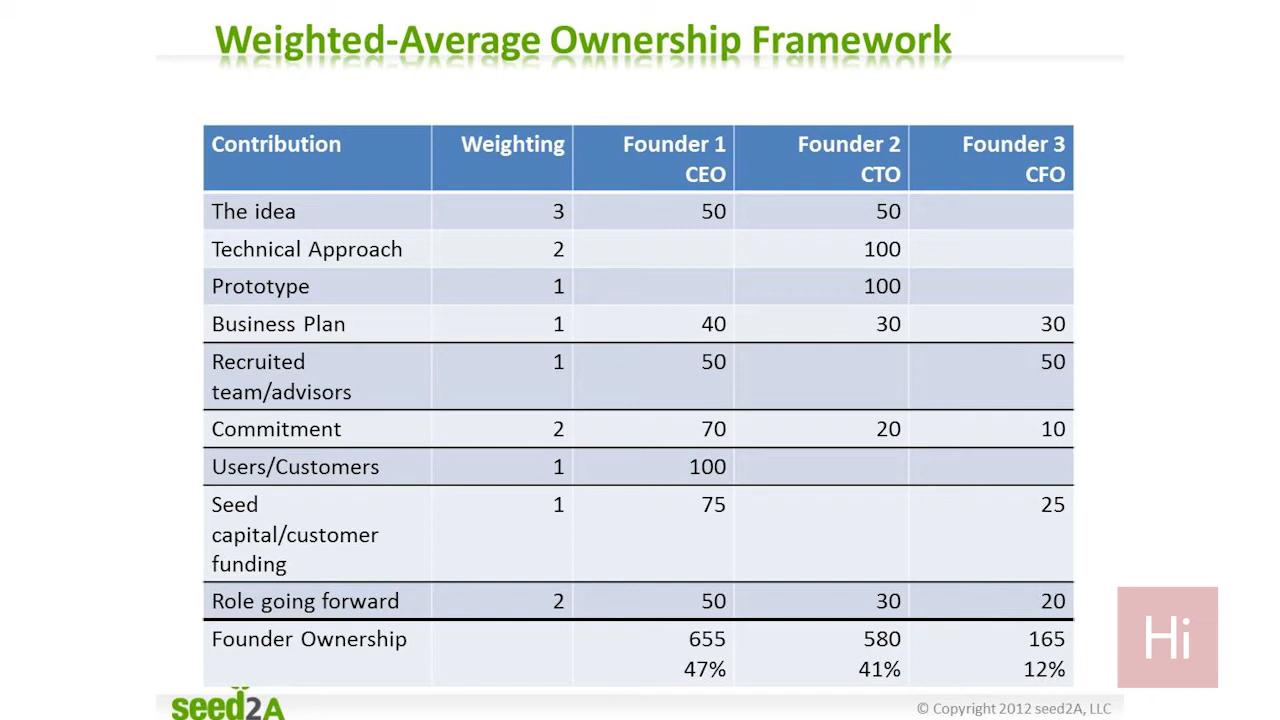 Weighted-Average Ownership Framework
Contribution Weighting Founder 1 CEO Founder 2 CTO Founder 3 CFO
The idea 3 50 50
Technical Approach 2 100
Prototype 1 100
Business Plan 1 40 30 30
Recruited team/advisors 1 50 50
Commitment 2 70 20 10
Users/Customers 1 100
Seed capital/customer funding 1 75 25
Role going forward 2 50 30 20
Founder Ownership 655 47% 580 41% 165 12%
Hi
seed2A
© Copyright 2012 seed2A, LLC